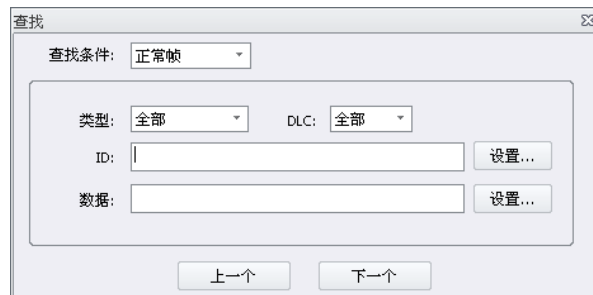 查找
查找条件: 正常帧
类型: 全部 DLC: 全部
ID: 设置...
数据: 设置...
上一个 下一个